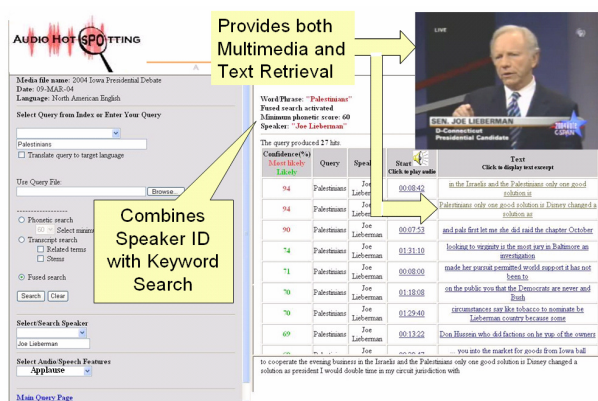 AUDIO HOT SPOTTING
Provides both
Multimedia and
Text Retrieval
LIVE
SEN. JOE LIEBERMAN
D-Connecticut
Presidential Candidate
CSPAN
Media file name: 2004 Iowa Presidential Debate
Date: 09-MAR-04
Language: North American English
Select Query from Index or Enter Your Query
Palestinians
Translate query to target language
Use Query File:
Browse...
Phonetic search
60 Select minim
Transcript search
Related terms
Stems
Fused search
Search Clear
Select/Search Speaker
Joe Lieberman
Select Audio/Speech Features
Applause
Main Query Page
Combines
Speaker ID
with Keyword
Search
Word/Phrase: "Palestinians"
Fused search activated
Minimum phonetic score: 60
Speaker: "Joe Lieberman"
The query produced 27 hits.
Confidence(%) Most likely Likely Query Speak Start Click to play audio Text Click to display text excerpt
94 Palestinians Joe Lieber 00:08:42 in the Israelis and the Palestinians only one good solution is
94 Palestinians Joe Lieberman Palestinians only one good solution is Disney changed a solution as
90 Palestinians Joe Lieberman 00:07:53 and pals first let me she did said the chapter October
74 Palestinians Joe Lieberman 01:31:10 looking to virginity is the most jury in Baltimore an investigation
71 Palestinians Joe Lieberman 00:08:00 made her pursuit permitted world support it has not been to
70 Palestinians Joe Lieberman 01:18:08 on the public you that the Democrats are never and Bush
70 Palestinians Joe Lieberman 01:29:40 circumstances say like tobacco to nominate be Lieberman country because some
69 Palestinians Joe Lieberman 00:13:22 Don Hussein who did factions on he yup of the owners
you into the market for goods from Iowa ball
to cooperate the evening business in the Israelis and the Palestinians only one good solution is Disney changed a
solution as president I would double time in my circuit jurisdiction with